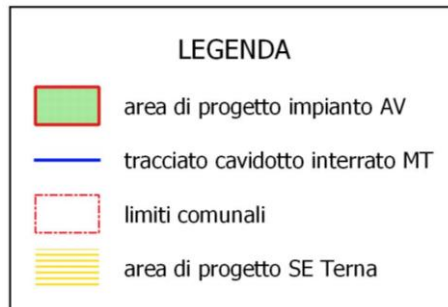 LEGENDA
area di progetto impianto AV
tracciato cavidotto interrato MT
limiti comunali
area di progetto SE Terna